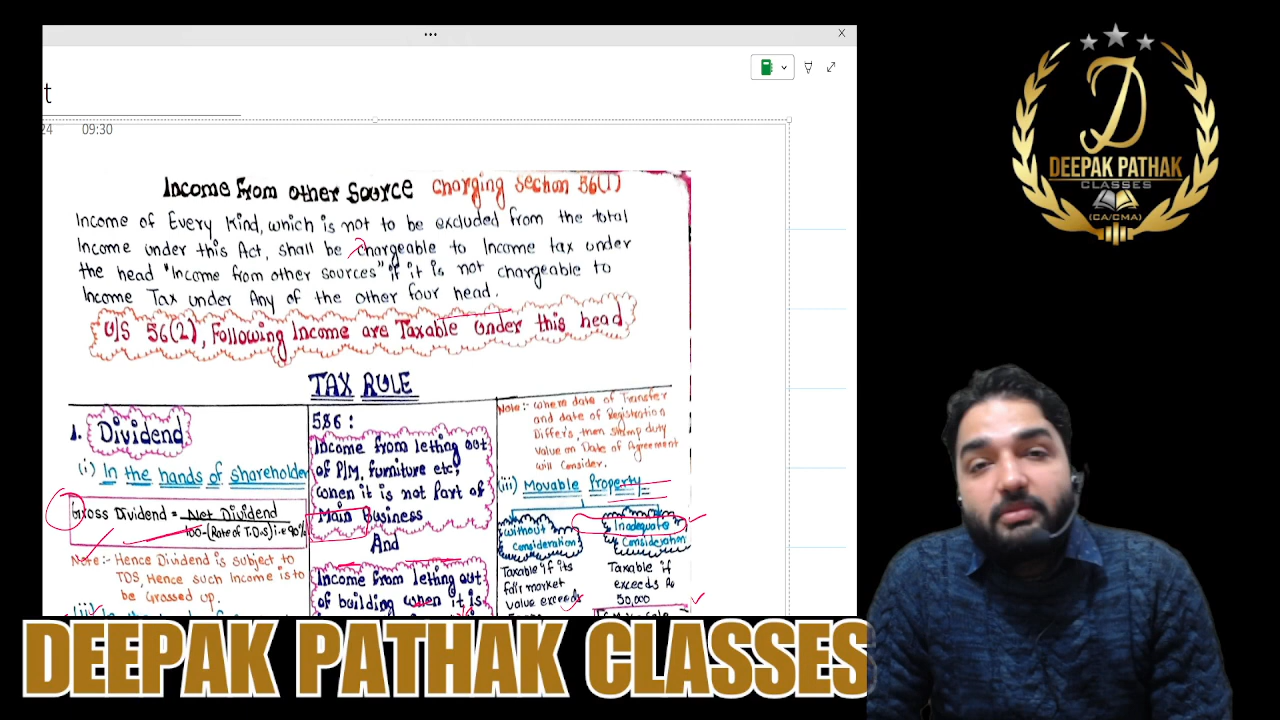 t
24 09:30
Income From other Source Charging Section 56(1)
Income of Every Kind, which is not to be excluded from the total
Income under this Act, shall be chargeable to Income tax under
the head "Income from other sources" if it is not chargeable to
Income Tax under Any of the other four head.
U/S 56(2), Following Income are Taxable under this head
TAX RULE
1. Dividend
(i) In the hands of shareholder
Gross Dividend = Net Dividend
100-(Rate of T.D.S) i.e 90%
Note:- Hence Dividend is subject to
TDS, Hence such Income is to
be Grossed up.
586:
Income from letting out
of P/M, furniture etc,
when it is not Part of
Main Business
And
Income from letting out
of building when it is
Note:- where date of Transfer
and date of Registration
Differs, then Stamp duty
Value on Date of Agreement
will Consider.
(iii) Movable Property
without
Consideration
Inadequate
Consideration
Taxable if its
fair market
value exceeds
Taxable if
exceeds Rs
50,000
D
DEEPAK PATHAK
CLASSES
(CA/CMA)
DEEPAK PATHAK CLASSES